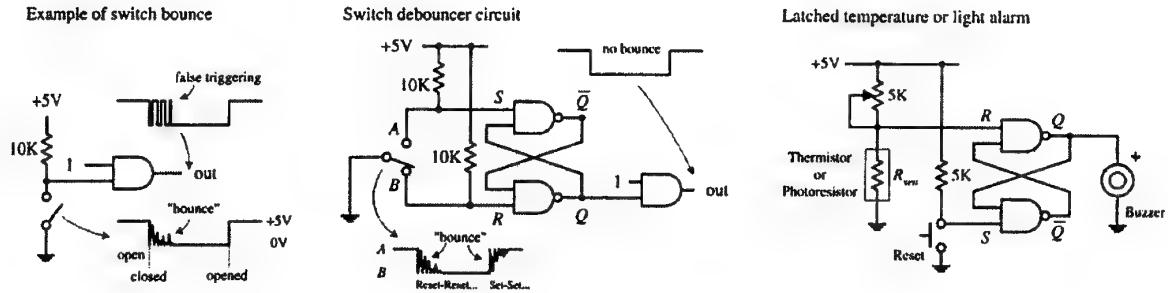 Example of switch bounce
false triggering
+5V
10K
1
out
"bounce"
+5V
0V
open
closed
opened
Switch debouncer circuit
+5V
no bounce
10K
S
Q̅
A
10K
B
1
out
R
Q
"bounce"
A
B
Reset-Reset...
Set-Set...
Latched temperature or light alarm
+5V
5K
R
Q
+
Thermistor
or
Photoresistor
5K
Buzzer
S
Q̅
Reset